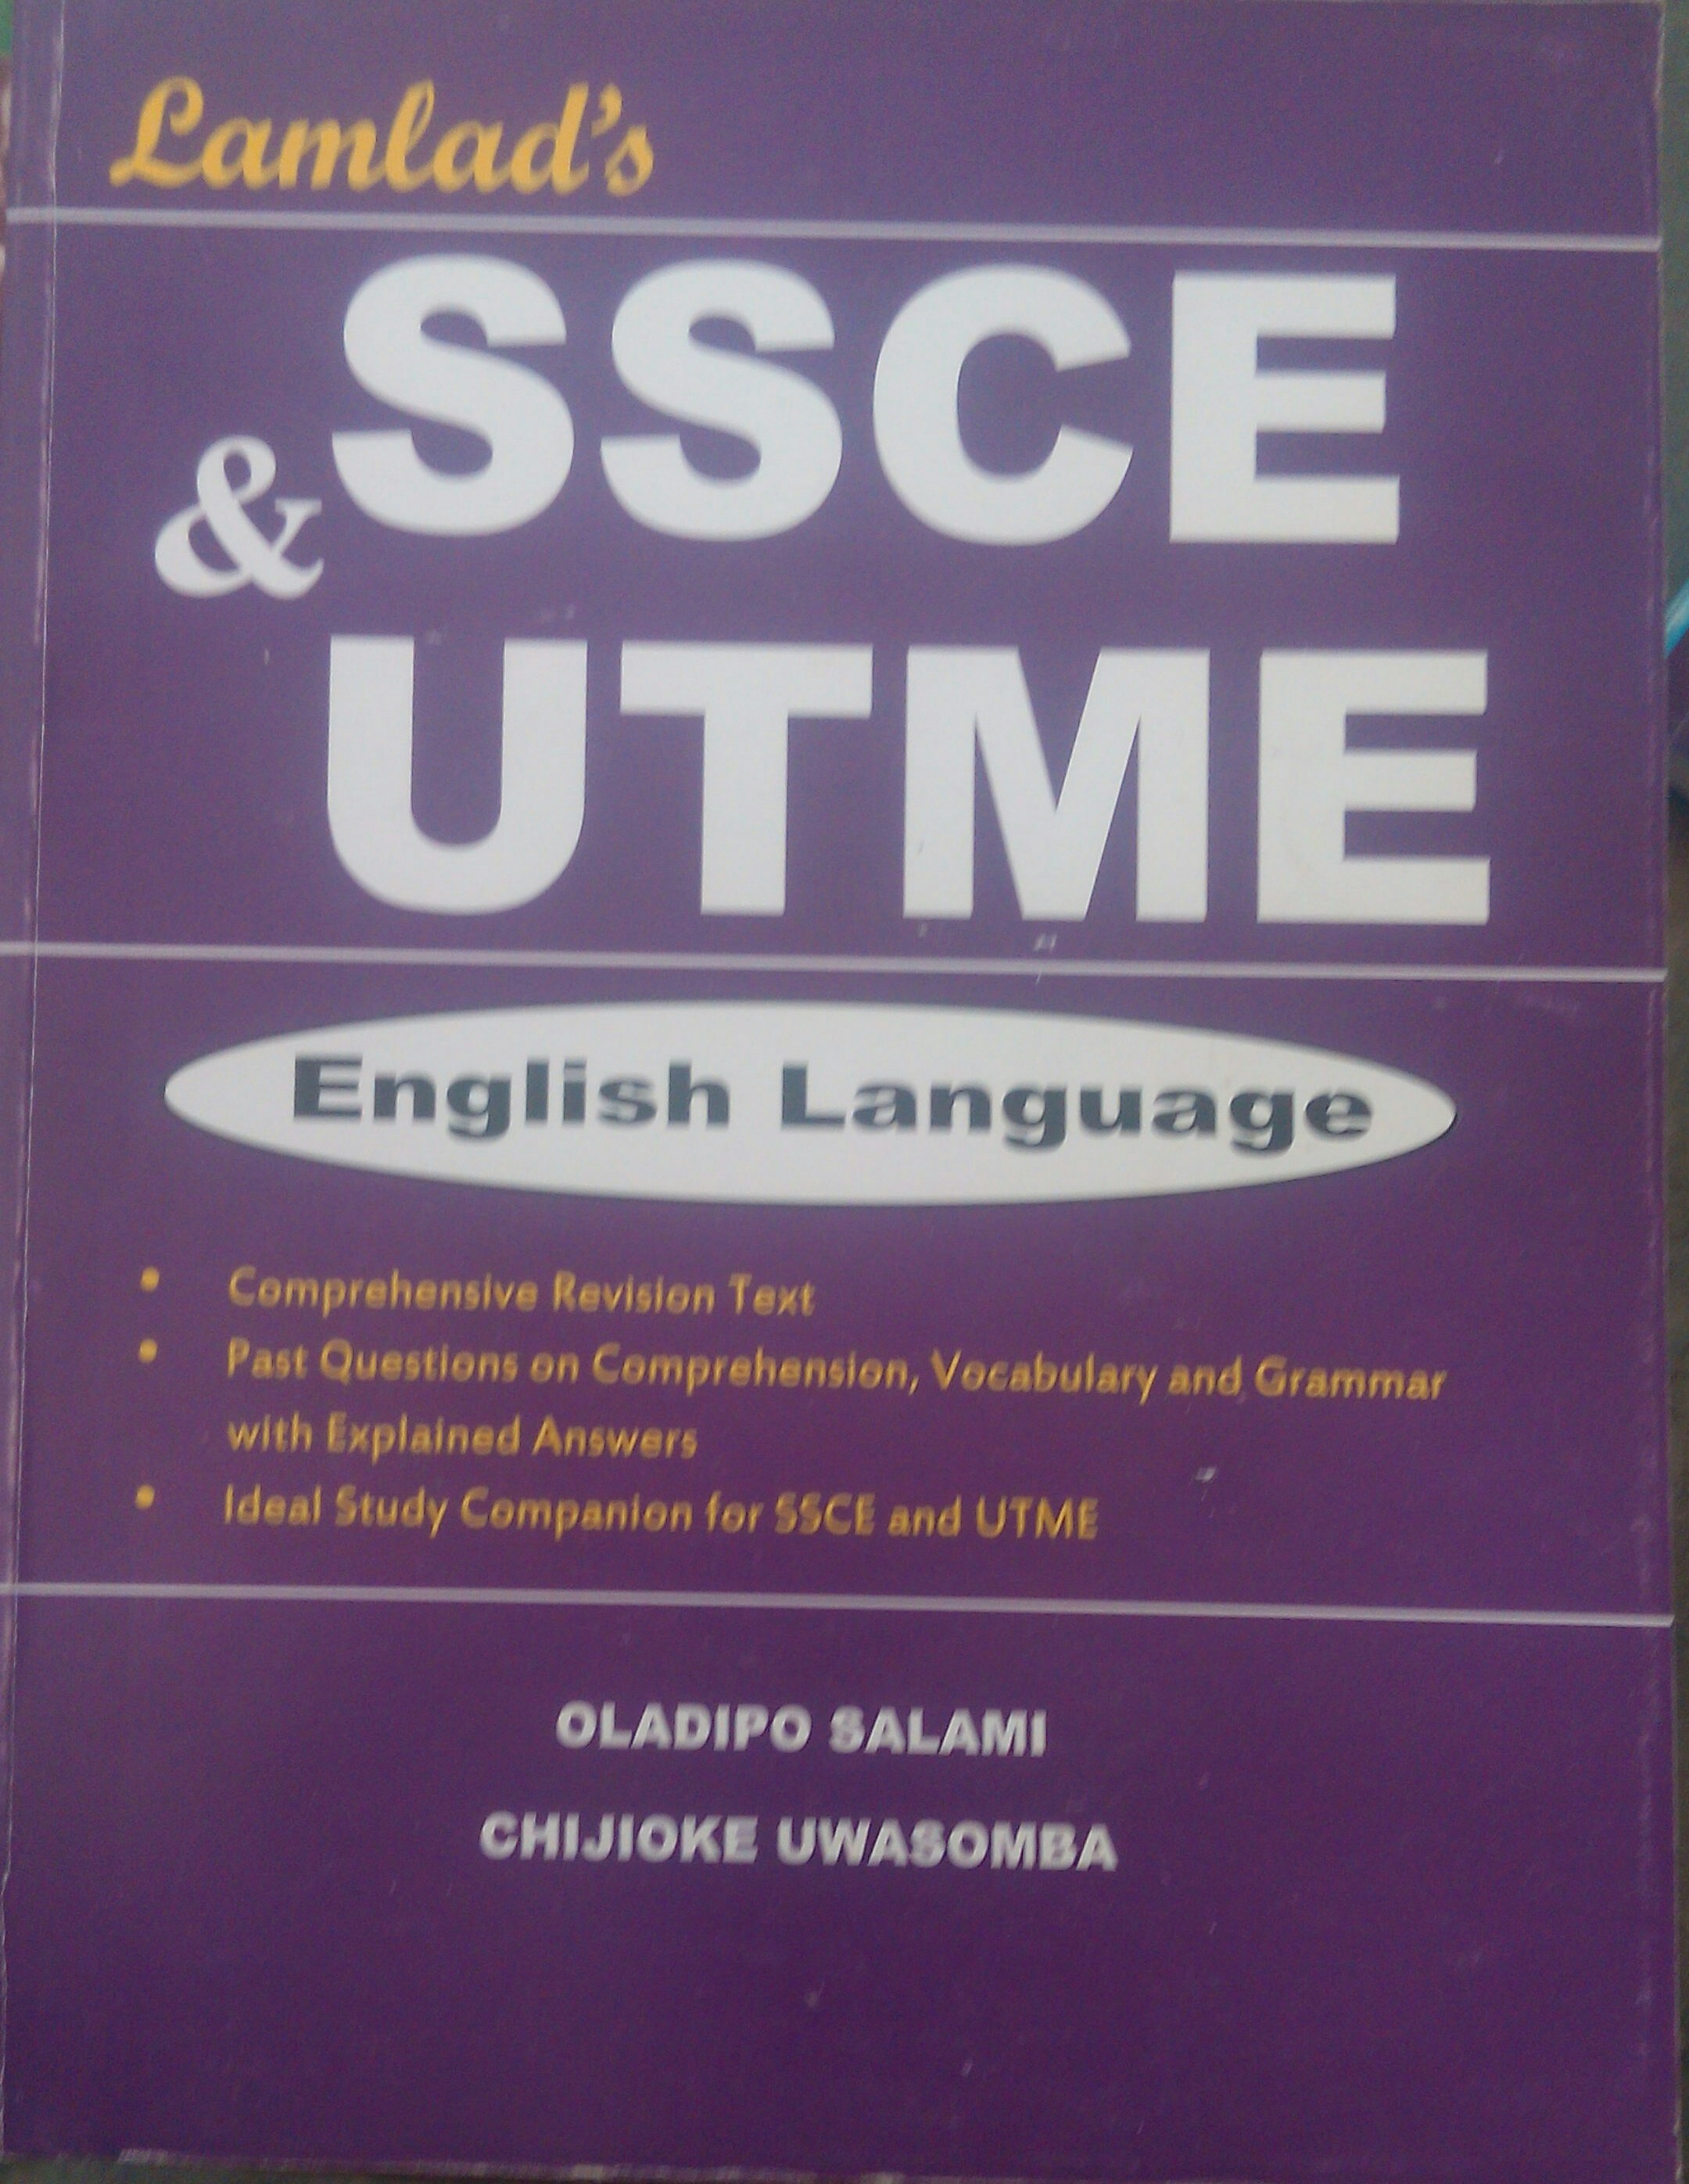 Lamlad's
SSCE
&
UTME
English Language
• Comprehensive Revision Text
• Past Questions on Comprehension, Vocabulary and Grammar
with Explained Answers
• Ideal Study Companion for SSCE and UTME
OLADIPO SALAMI
CHIJIOKE UWASOMBA